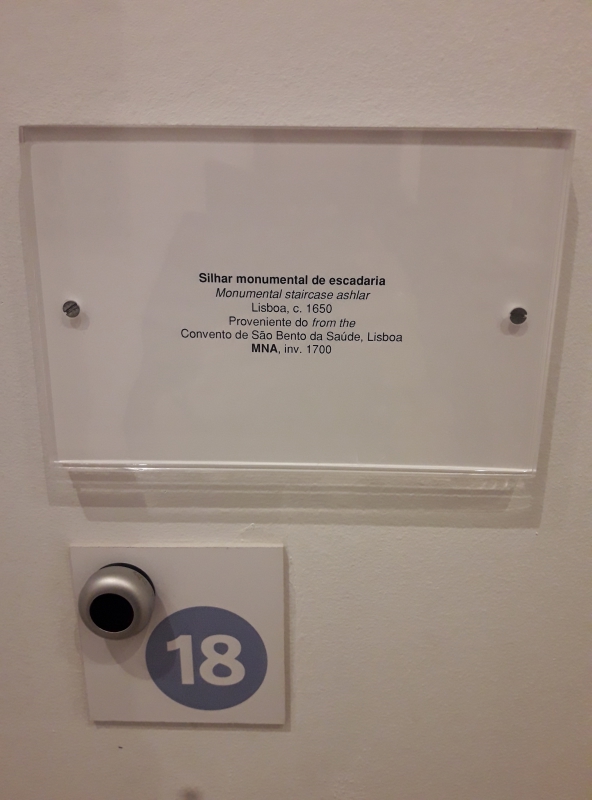 Silhar monumental de escadaria
Monumental staircase ashlar
Lisboa, c. 1650
Proveniente do from the
Convento de São Bento da Saúde, Lisboa
MNA, inv. 1700
18